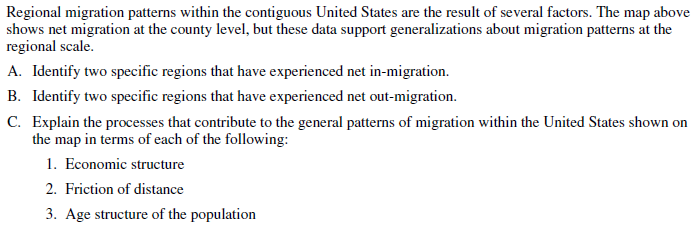 Regional migration patterns within the contiguous United States are the result of several factors. The map above
shows net migration at the county level, but these data support generalizations about migration patterns at the
regional scale.
A. Identify two specific regions that have experienced net in-migration.
B. Identify two specific regions that have experienced net out-migration.
C. Explain the processes that contribute to the general patterns of migration within the United States shown on
the map in terms of each of the following:
1. Economic structure
2. Friction of distance
3. Age structure of the population